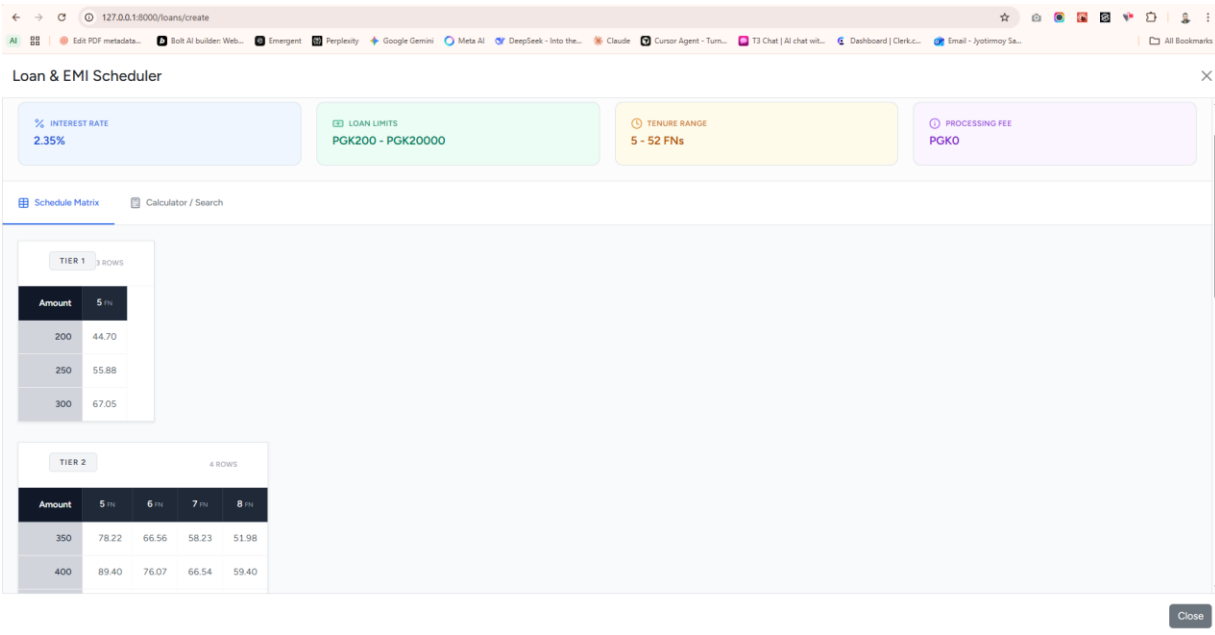 127.0.0.1:8000/loans/create
AI Edit PDF metadata... Bolt AI builder: Web... Emergent Perplexity Google Gemini Meta AI DeepSeek - Into the... Claude Cursor Agent - Turn... T3 Chat | AI chat wit... Dashboard | Clerk.c... Email - Jyotirmoy Sa... All Bookmarks
Loan & EMI Scheduler
INTEREST RATE LOAN LIMITS TENURE RANGE PROCESSING FEE
2.35% PGK200 - PGK20000 5 - 52 FNs PGK0
Schedule Matrix Calculator / Search
TIER 1 3 ROWS
Amount 5 FN
200 44.70
250 55.88
300 67.05
TIER 2 4 ROWS
Amount 5 FN 6 FN 7 FN 8 FN
350 78.22 66.56 58.23 51.98
400 89.40 76.07 66.54 59.40
Close